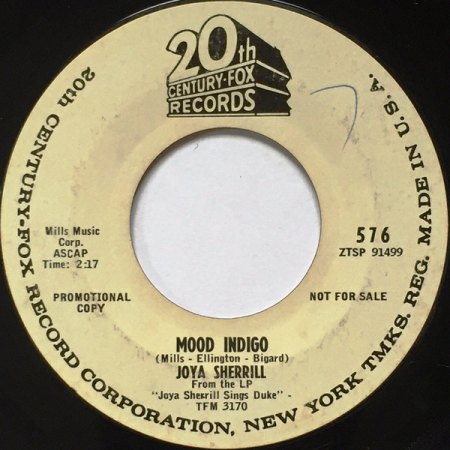 20th
CENTURY-FOX
RECORDS
20th CENTURY-FOX RECORD CORPORATION, NEW YORK TMKS. REG. MADE IN U.S.A.
Mills Music
Corp.
ASCAP
Time: 2:17
576
ZTSP 91499
PROMOTIONAL
COPY
NOT FOR SALE
MOOD INDIGO
(Mills - Ellington - Bigard)
JOYA SHERRILL
From the LP
"Joya Sherrill Sings Duke" -
TFM 3170